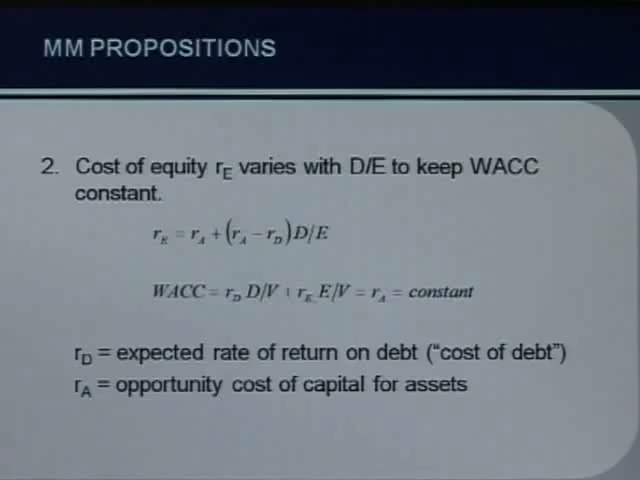 MM PROPOSITIONS
2. Cost of equity rE varies with D/E to keep WACC
constant.
rE = rA + (rA − rD) D/E
WACC = rD D/V + rE E/V = rA = constant
rD = expected rate of return on debt (“cost of debt”)
rA = opportunity cost of capital for assets